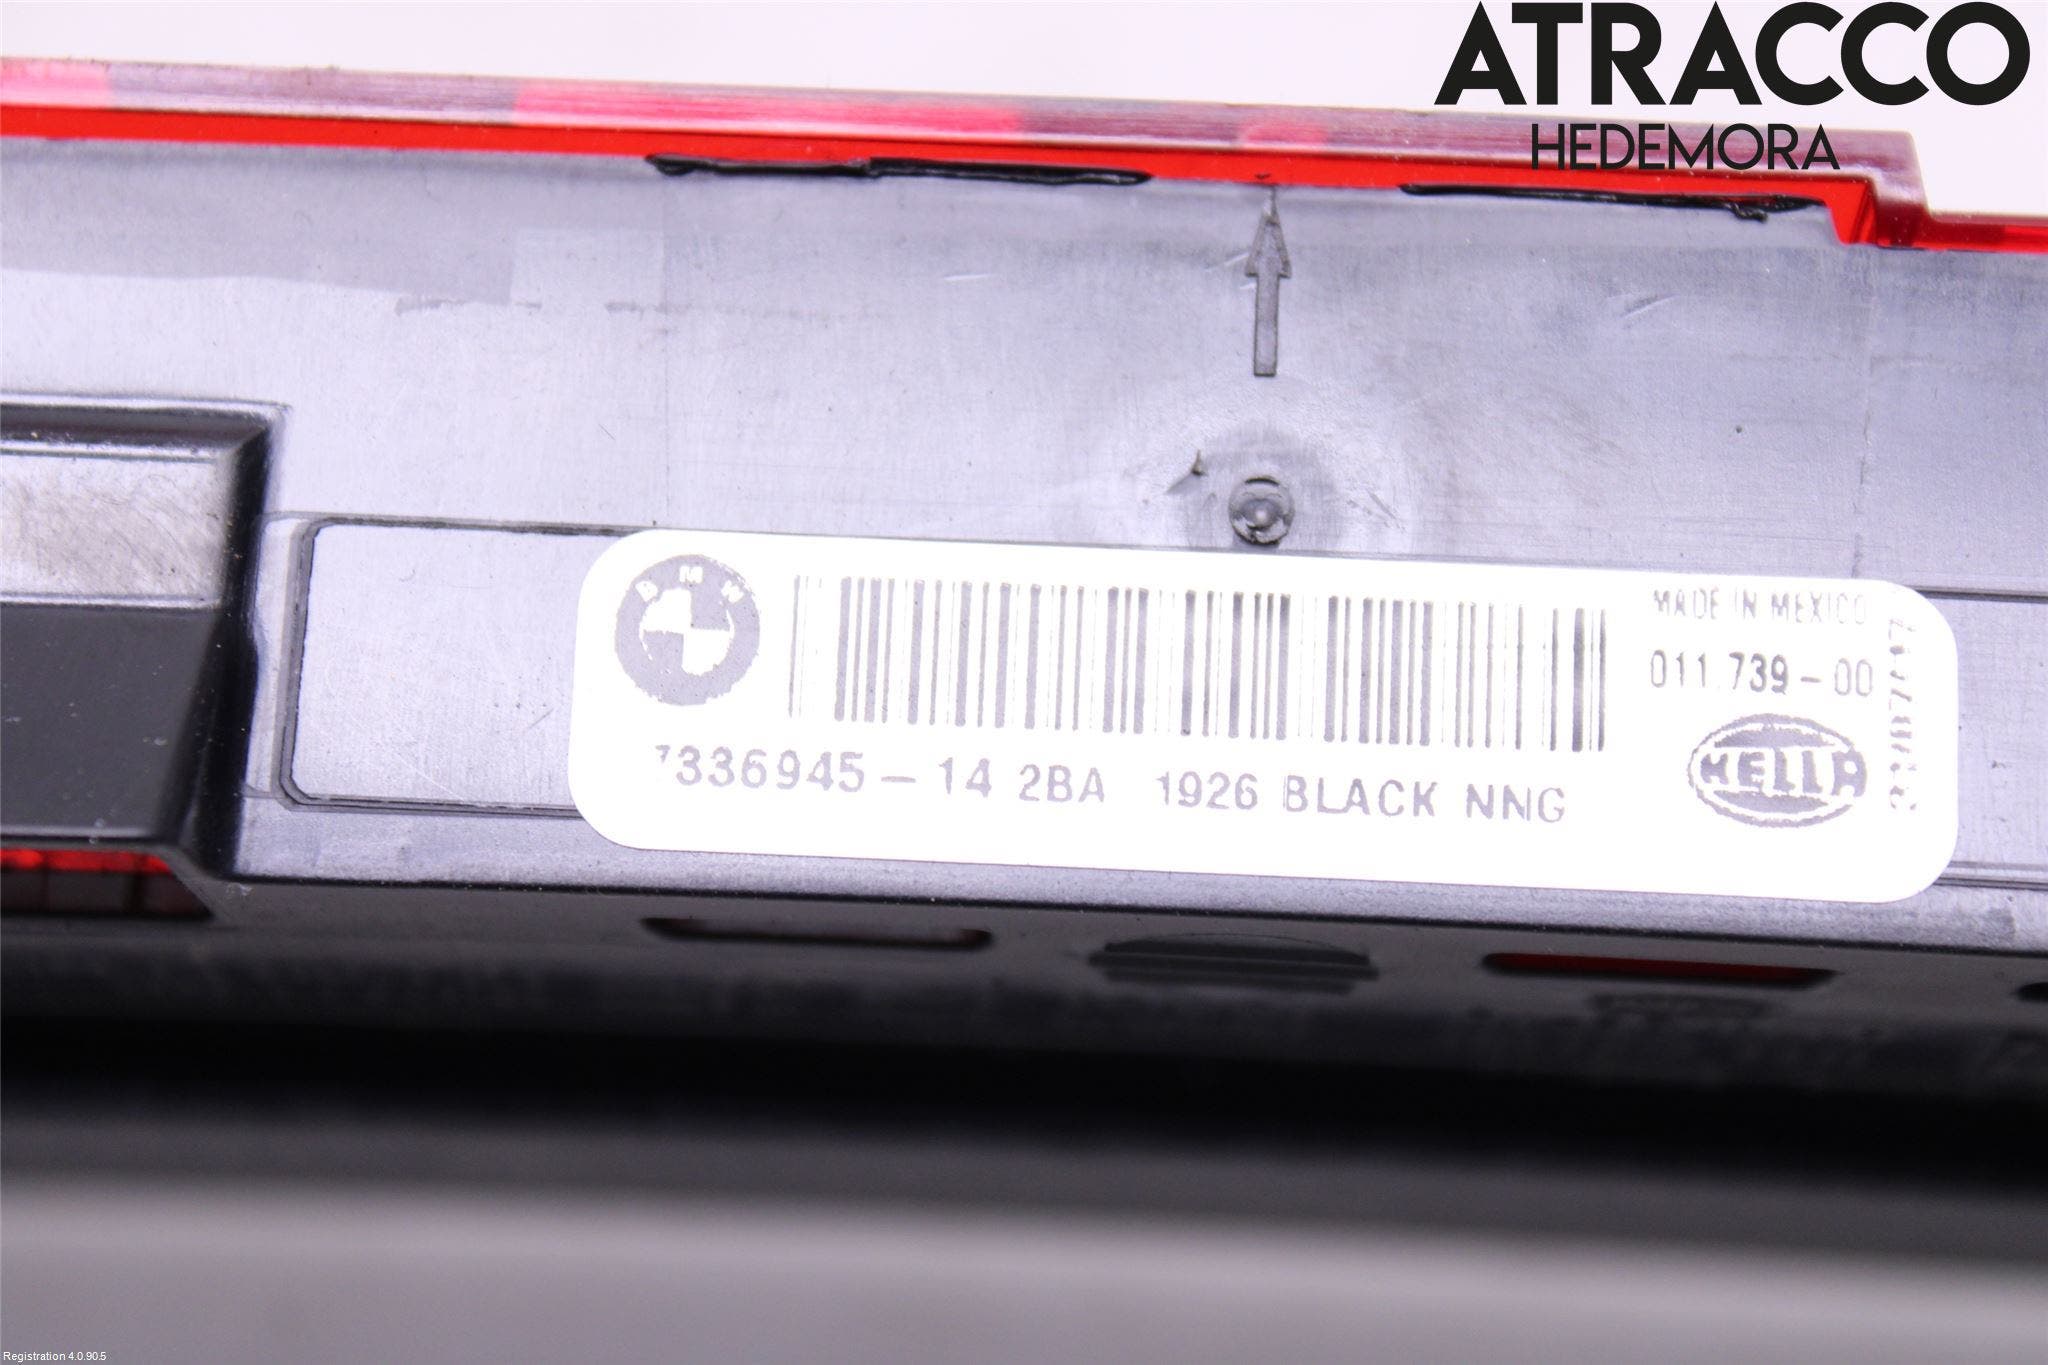 ATRACCO
HEDEMORA
BMW
MADE IN MEXICO
011.739-00
HELLA
7336945-14 2BA 1926 BLACK NNG
Registration 4.0.90.5